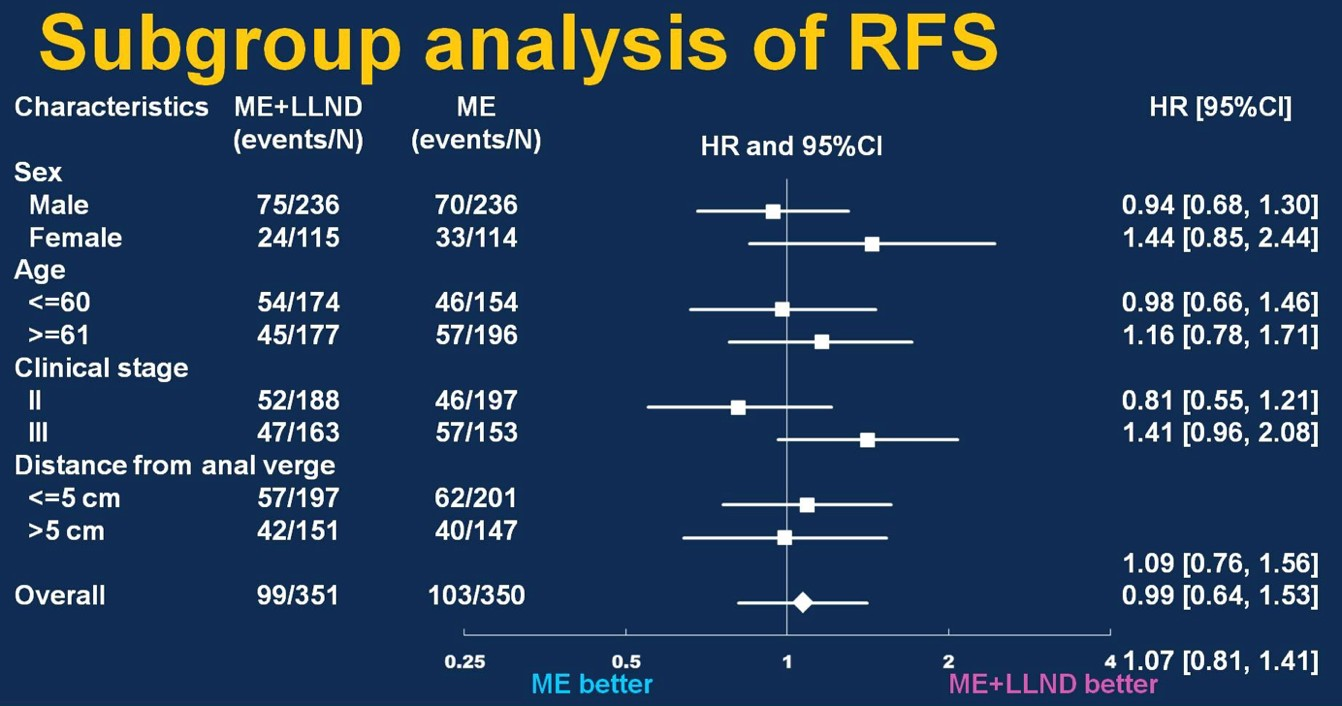 Subgroup analysis of RFS
Characteristics ME+LLND ME HR [95%CI]
(events/N) (events/N) HR and 95%CI
Sex
Male 75/236 70/236 0.94 [0.68, 1.30]
Female 24/115 33/114 1.44 [0.85, 2.44]
Age
<=60 54/174 46/154 0.98 [0.66, 1.46]
>=61 45/177 57/196 1.16 [0.78, 1.71]
Clinical stage
II 52/188 46/197 0.81 [0.55, 1.21]
III 47/163 57/153 1.41 [0.96, 2.08]
Distance from anal verge
<=5 cm 57/197 62/201
>5 cm 42/151 40/147
1.09 [0.76, 1.56]
Overall 99/351 103/350 0.99 [0.64, 1.53]
0.25 0.5 1 2 4 1.07 [0.81, 1.41]
ME better ME+LLND better